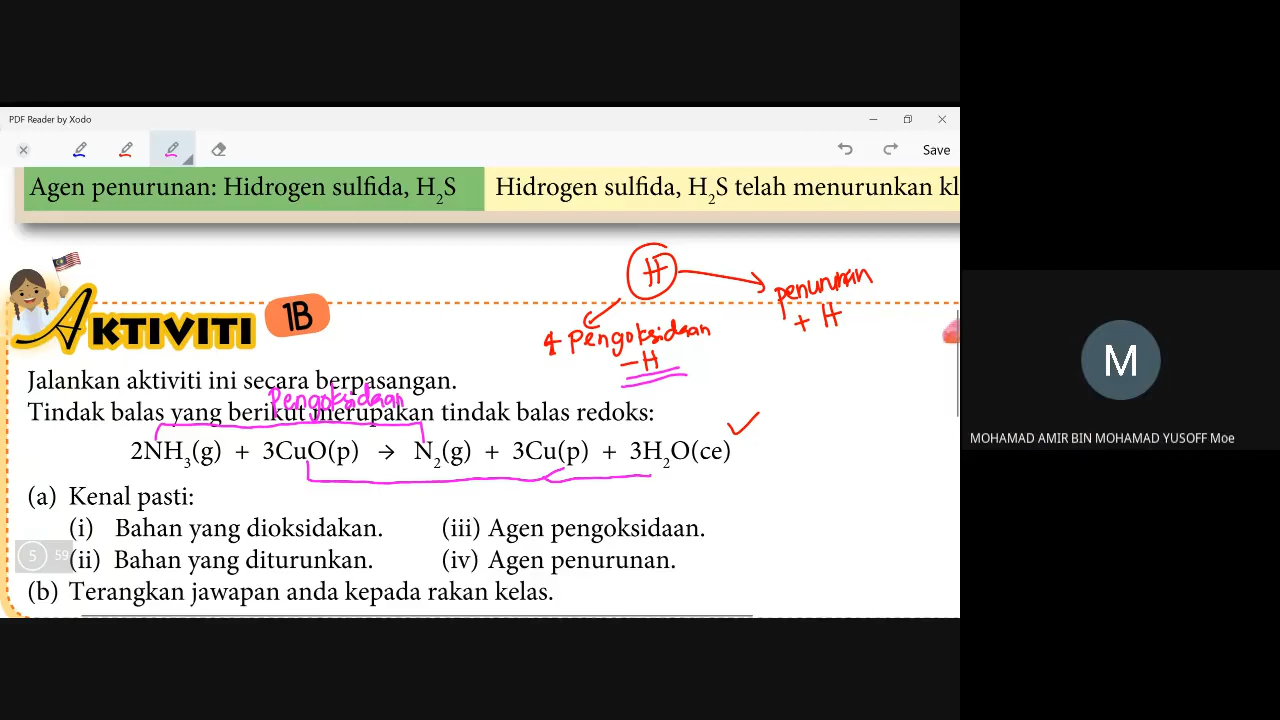 PDF Reader by Xodo
Save
Agen penurunan: Hidrogen sulfida, H₂S
Hidrogen sulfida, H₂S telah menurunkan kl
H
penurunan
+ H
Pengoksidaan
- H
AKTIVITI 1B
Jalankan aktiviti ini secara berpasangan.
Pengoksidaan
Tindak balas yang berikut merupakan tindak balas redoks:
2NH₃(g) + 3CuO(p) → N₂(g) + 3Cu(p) + 3H₂O(ce)
(a) Kenal pasti:
(i) Bahan yang dioksidakan. (iii) Agen pengoksidaan.
(ii) Bahan yang diturunkan. (iv) Agen penurunan.
5 59
(b) Terangkan jawapan anda kepada rakan kelas.
M
MOHAMAD AMIR BIN MOHAMAD YUSOFF Moe